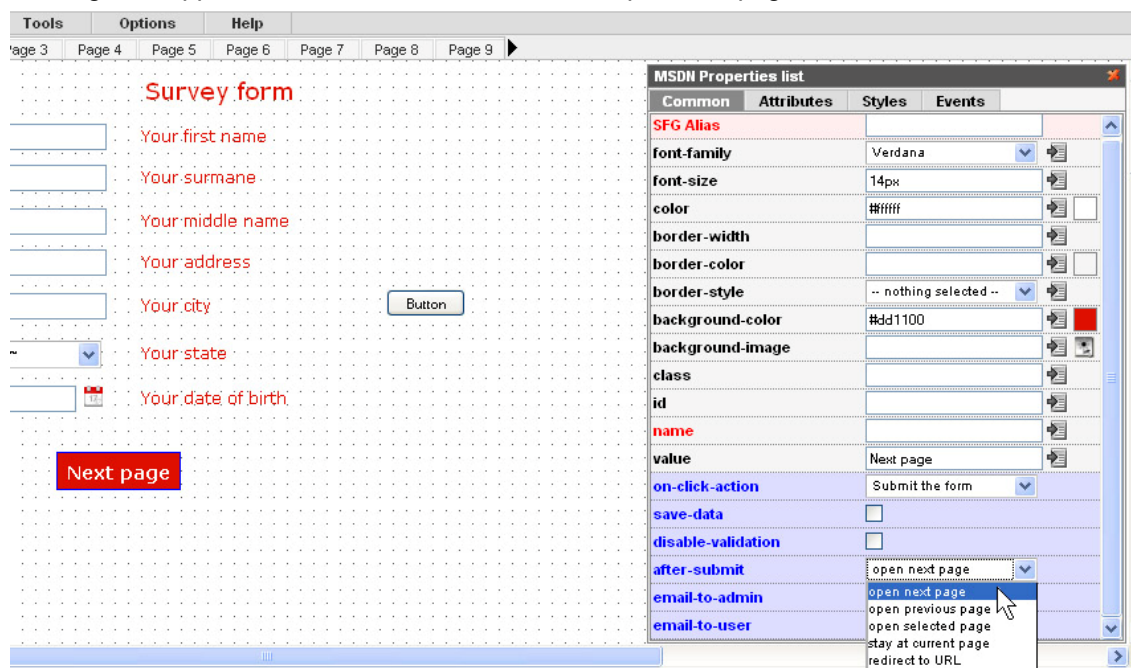 Tools Options Help
Page 3 Page 4 Page 5 Page 6 Page 7 Page 8 Page 9
Survey form
Your first name
Your surmane
Your middle name
Your address
Your city
Button
Your state
Your date of birth
Next page
MSDN Properties list
Common Attributes Styles Events
SFG Alias
font-family Verdana
font-size 14px
color #ffffff
border-width
border-color
border-style -- nothing selected --
background-color #dd1100
background-image
class
id
name
value Next page
on-click-action Submit the form
save-data
disable-validation
after-submit open next page
email-to-admin
email-to-user
open next page
open previous page
open selected page
stay at current page
redirect to URL